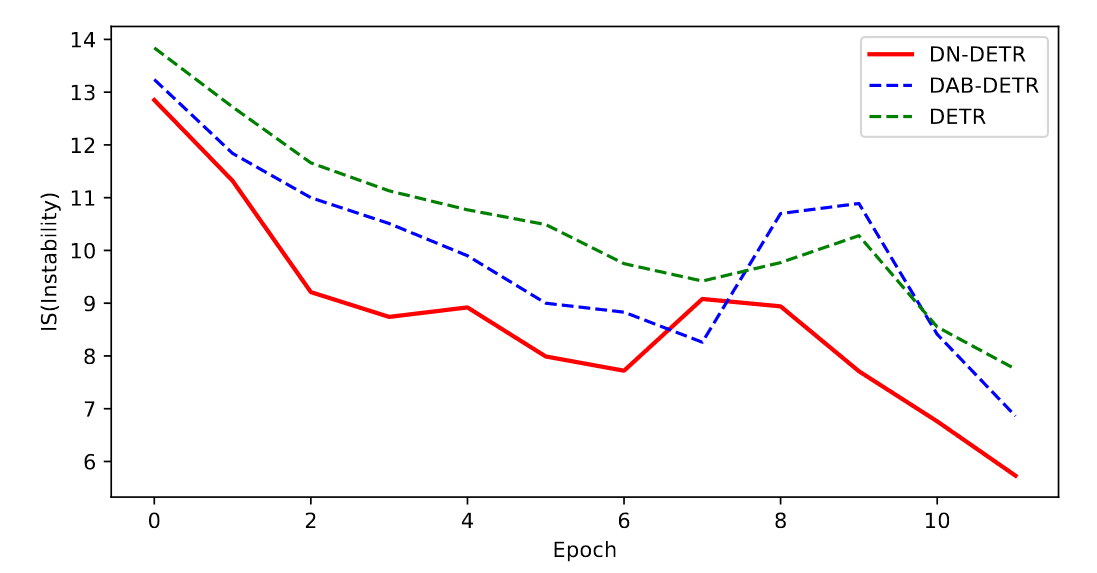 14
13
12
11
10
9
8
7
6
IS(Instability)
0 2 4 6 8 10
Epoch
DN-DETR
DAB-DETR
DETR